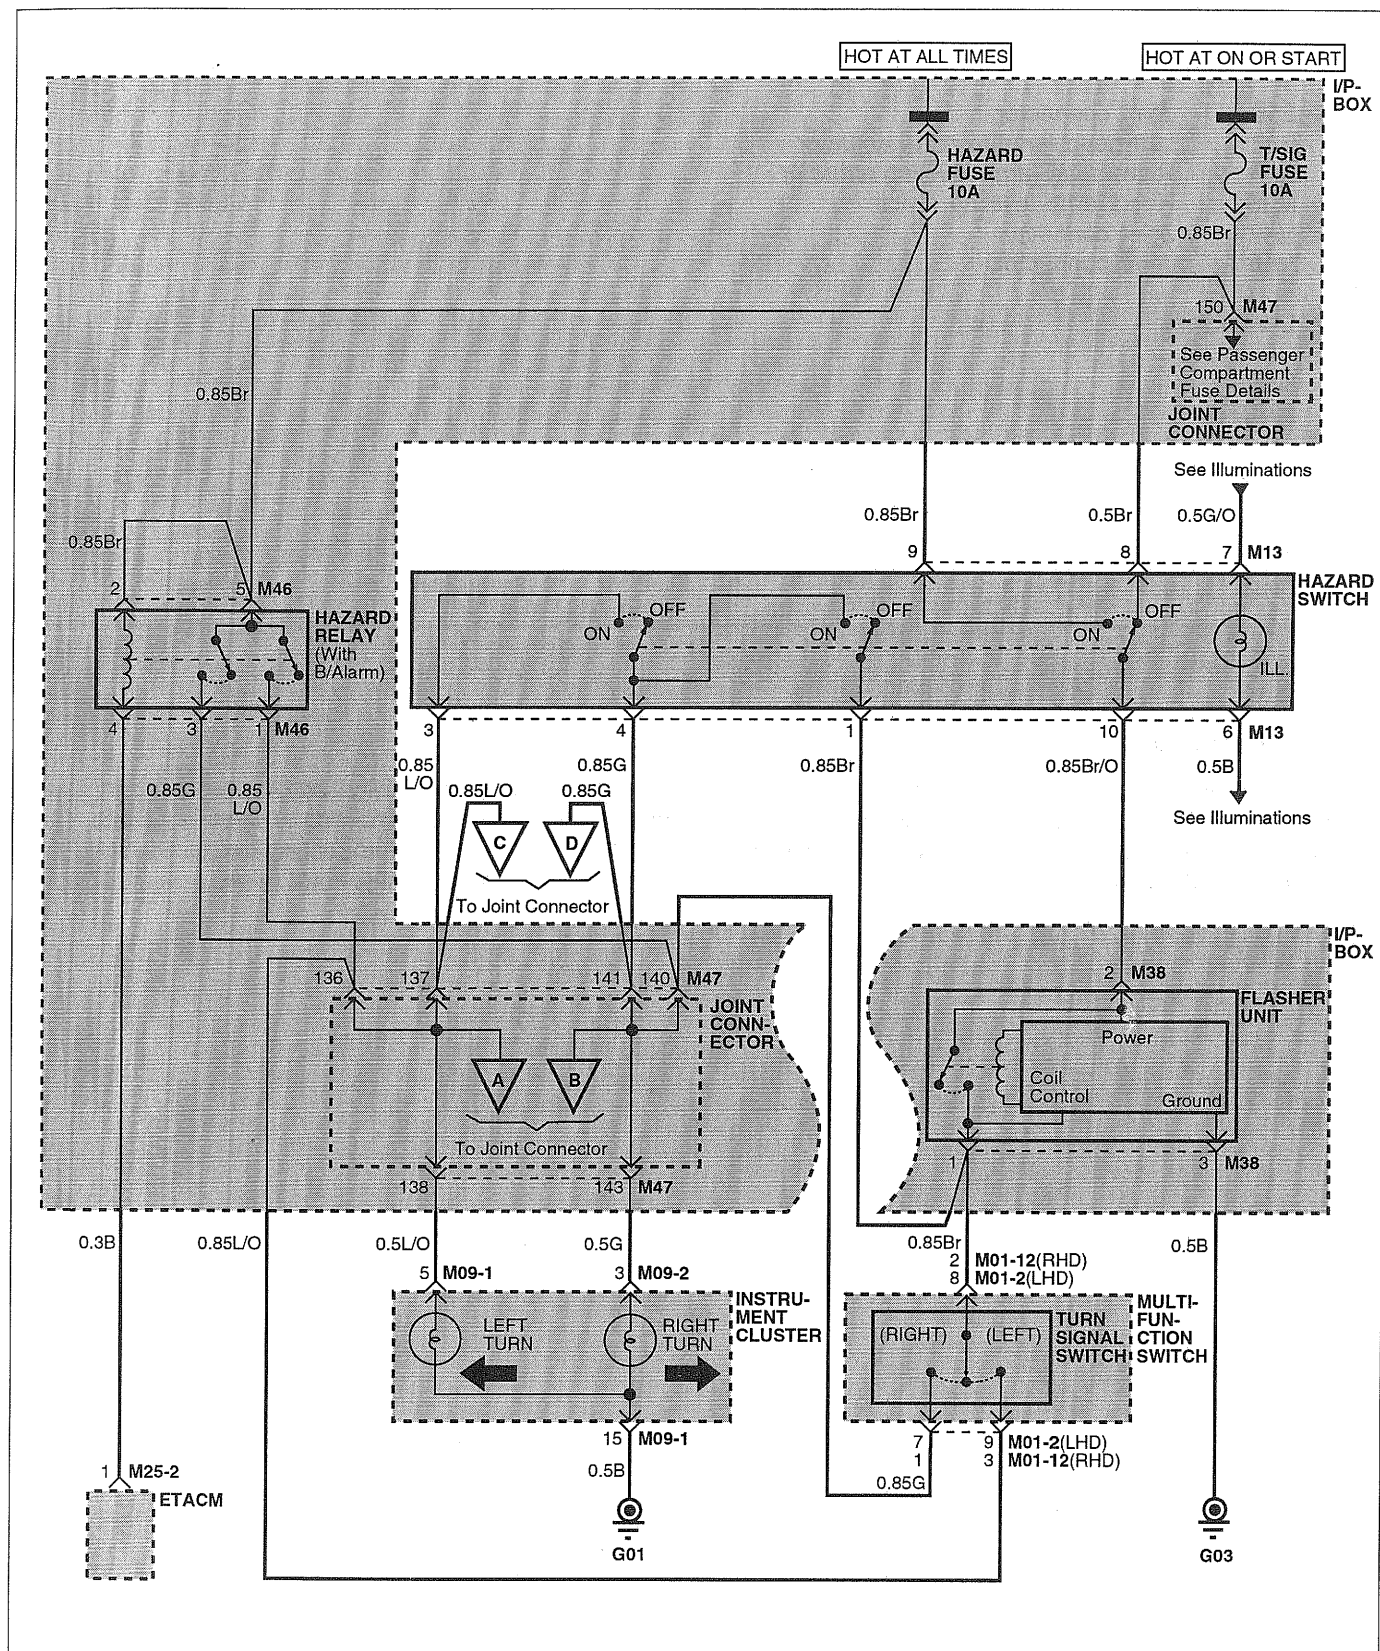 HOT AT ALL TIMES
HOT AT ON OR START
I/P-
BOX
HAZARD
FUSE
10A
T/SIG
FUSE
10A
0.85Br
150
M47
See Passenger
Compartment
Fuse Details
JOINT
CONNECTOR
0.85Br
See Illuminations
0.85Br
0.5Br
0.5G/O
0.85Br
9
8
7
M13
2
5
M46
HAZARD
SWITCH
HAZARD
RELAY
(With
B/Alarm)
OFF
ON
OFF
ON
OFF
ON
ILL.
4
3
1
M46
3
4
1
10
6
M13
0.85G
0.85
L/O
0.85
L/O
0.85G
0.85Br
0.85Br/O
0.5B
0.85L/O
0.85G
See Illuminations
C
D
To Joint Connector
I/P-
BOX
136
137
141
140
M47
2
M38
JOINT
CONN-
ECTOR
FLASHER
UNIT
Power
Coil
Control
Ground
A
B
To Joint Connector
1
3
M38
138
143
M47
0.3B
0.85L/O
0.5L/O
0.5G
0.85Br
0.5B
2
M01-12(RHD)
8
M01-2(LHD)
5
M09-1
3
M09-2
INSTRU-
MENT
CLUSTER
LEFT
TURN
RIGHT
TURN
(RIGHT)
(LEFT)
TURN
SIGNAL
SWITCH
MULTI-
FUN-
CTION
SWITCH
15
M09-1
7
9
M01-2(LHD)
1
3
M01-12(RHD)
0.5B
0.85G
1
M25-2
ETACM
G01
G03